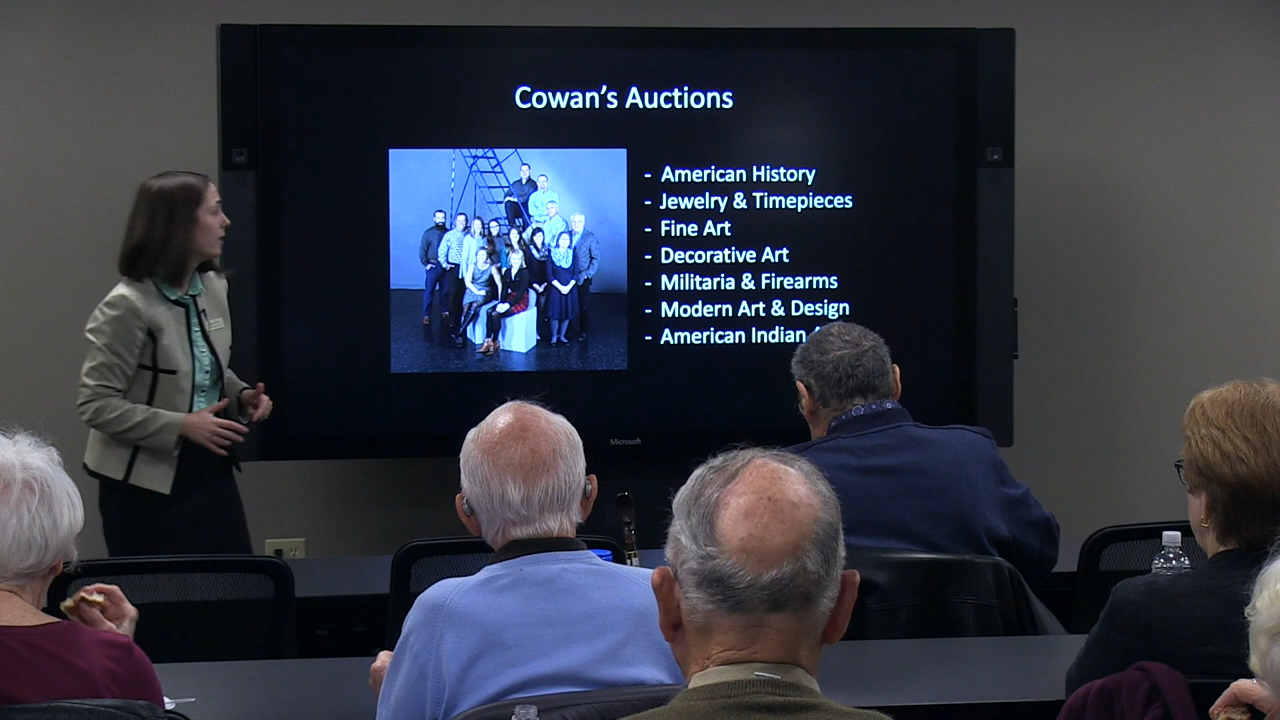 Cowan's Auctions
- American History
- Jewelry & Timepieces
- Fine Art
- Decorative Art
- Militaria & Firearms
- Modern Art & Design
- American Indian
Microsoft